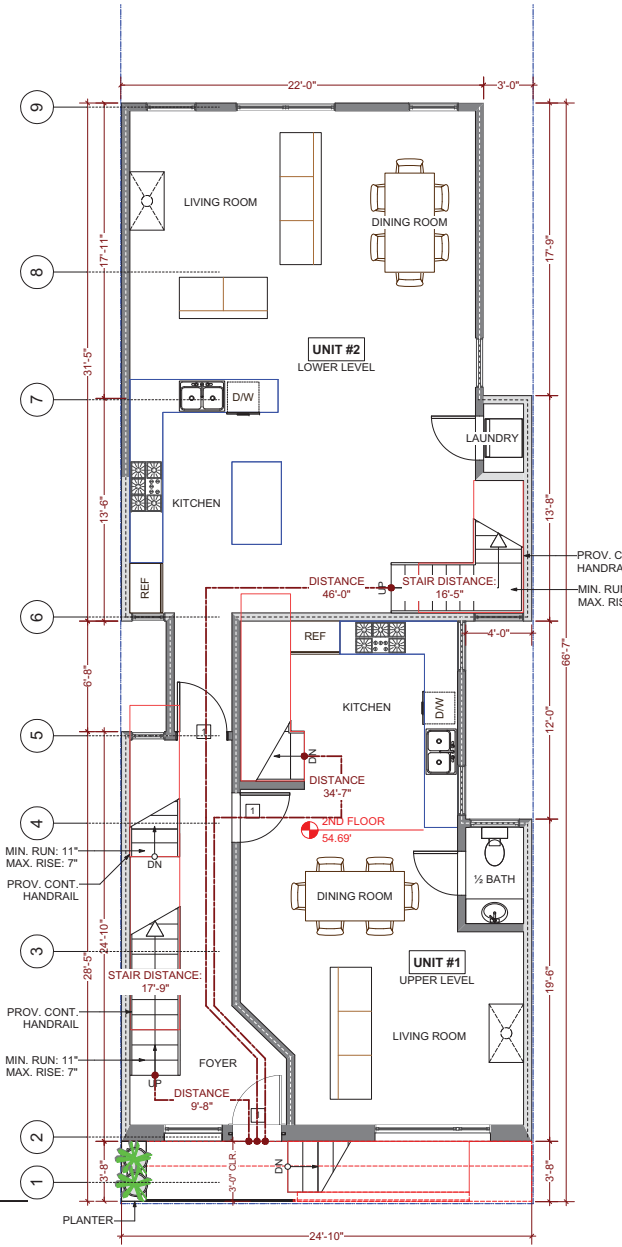 22'-0"
3'-0"
9
LIVING ROOM
DINING ROOM
17'-11"
17'-9"
8
31'-5"
UNIT #2
LOWER LEVEL
7
D/W
LAUNDRY
13'-6"
13'-8"
KITCHEN
PROV. C
HANDRA
REF
DISTANCE
46'-0"
UP
STAIR DISTANCE:
16'-5"
MIN. RUN
MAX. RIS
6
REF
4'-0"
66'-7"
6'-8"
KITCHEN
D/W
12'-0"
5
1
DN
DISTANCE
34'-7"
4
1
2ND FLOOR
54.69'
MIN. RUN: 11"
MAX. RISE: 7"
DN
PROV. CONT.
HANDRAIL
½ BATH
DINING ROOM
3
24'-10"
28'-5"
UNIT #1
UPPER LEVEL
STAIR DISTANCE:
17'-9"
19'-6"
PROV. CONT.
HANDRAIL
LIVING ROOM
MIN. RUN: 11"
MAX. RISE: 7"
FOYER
UP
DISTANCE
9'-8"
2
3'-8"
DN
3'-0" CLR.
3'-8"
1
PLANTER
24'-10"